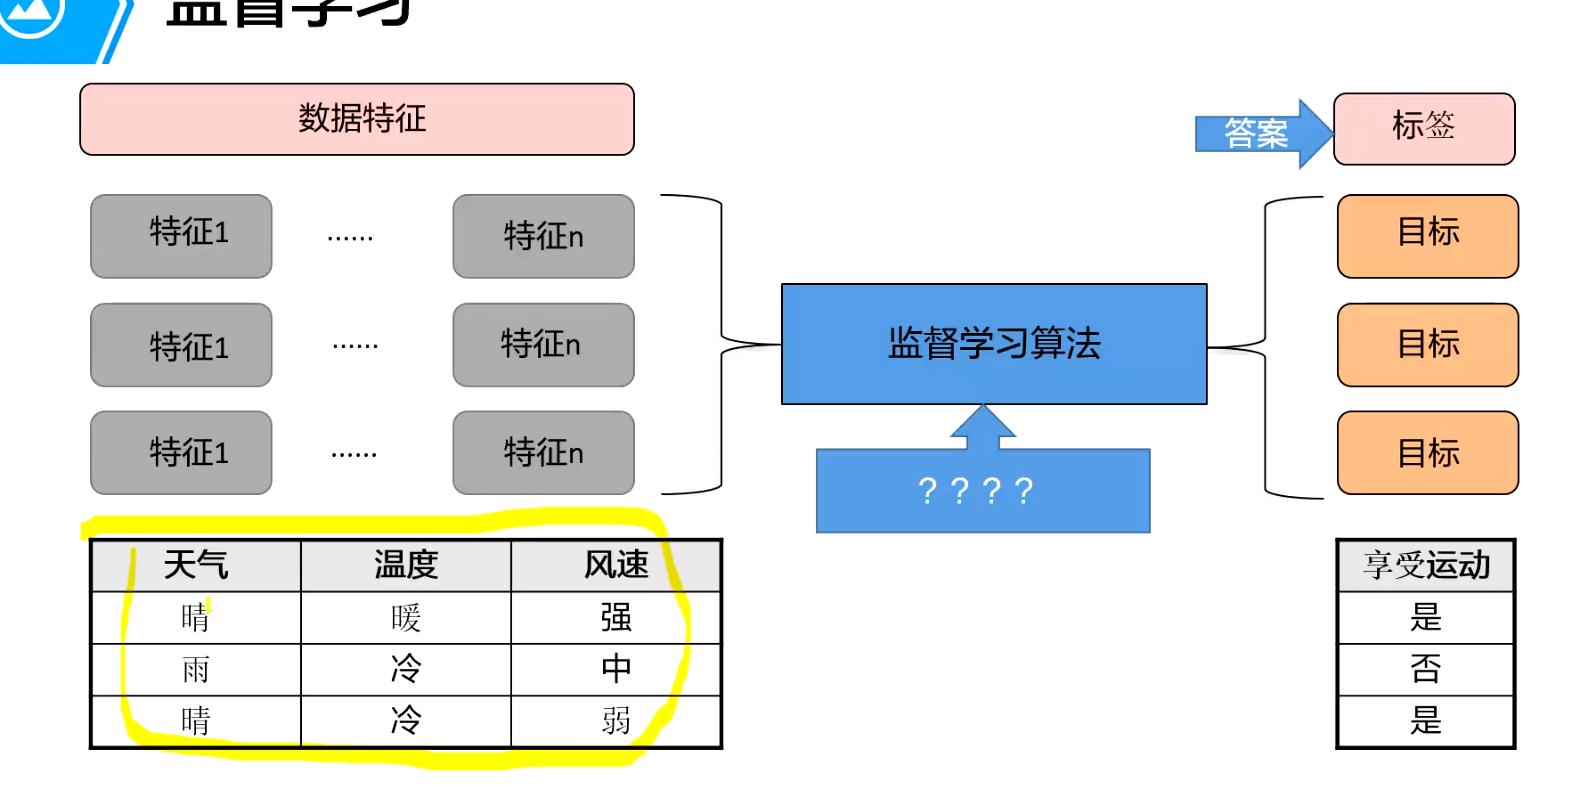 监督学习
数据特征
答案
标签
特征1 ...... 特征n
目标
特征1 ...... 特征n
监督学习算法
目标
特征1 ...... 特征n
目标
????
天气 温度 风速
晴 暖 强
雨 冷 中
晴 冷 弱
享受运动
是
否
是